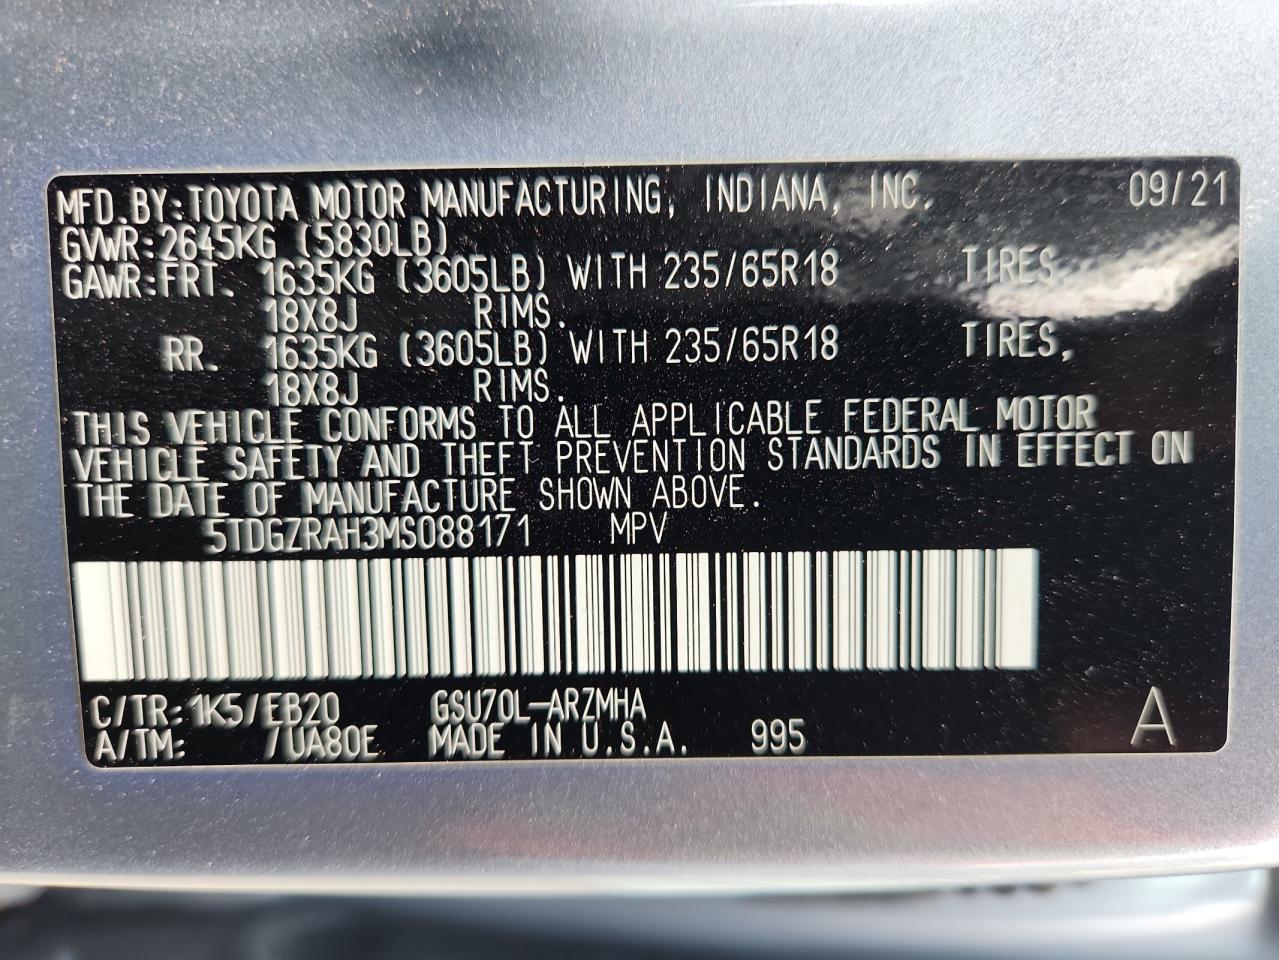 MFD.BY:TOYOTA MOTOR MANUFACTURING, INDIANA, INC. 09/21
GVWR:2645KG (5830LB)
GAWR:FRT. 1635KG (3605LB) WITH 235/65R18 TIRES,
18X8J RIMS.
RR. 1635KG (3605LB) WITH 235/65R18 TIRES,
18X8J RIMS.
THIS VEHICLE CONFORMS TO ALL APPLICABLE FEDERAL MOTOR
VEHICLE SAFETY AND THEFT PREVENTION STANDARDS IN EFFECT ON
THE DATE OF MANUFACTURE SHOWN ABOVE.
5TDGZRAH3MS088171 MPV
C/TR:1K5/EB20 GSU70L-ARZMHA
A/TM: /UA80E MADE IN U.S.A. 995 A